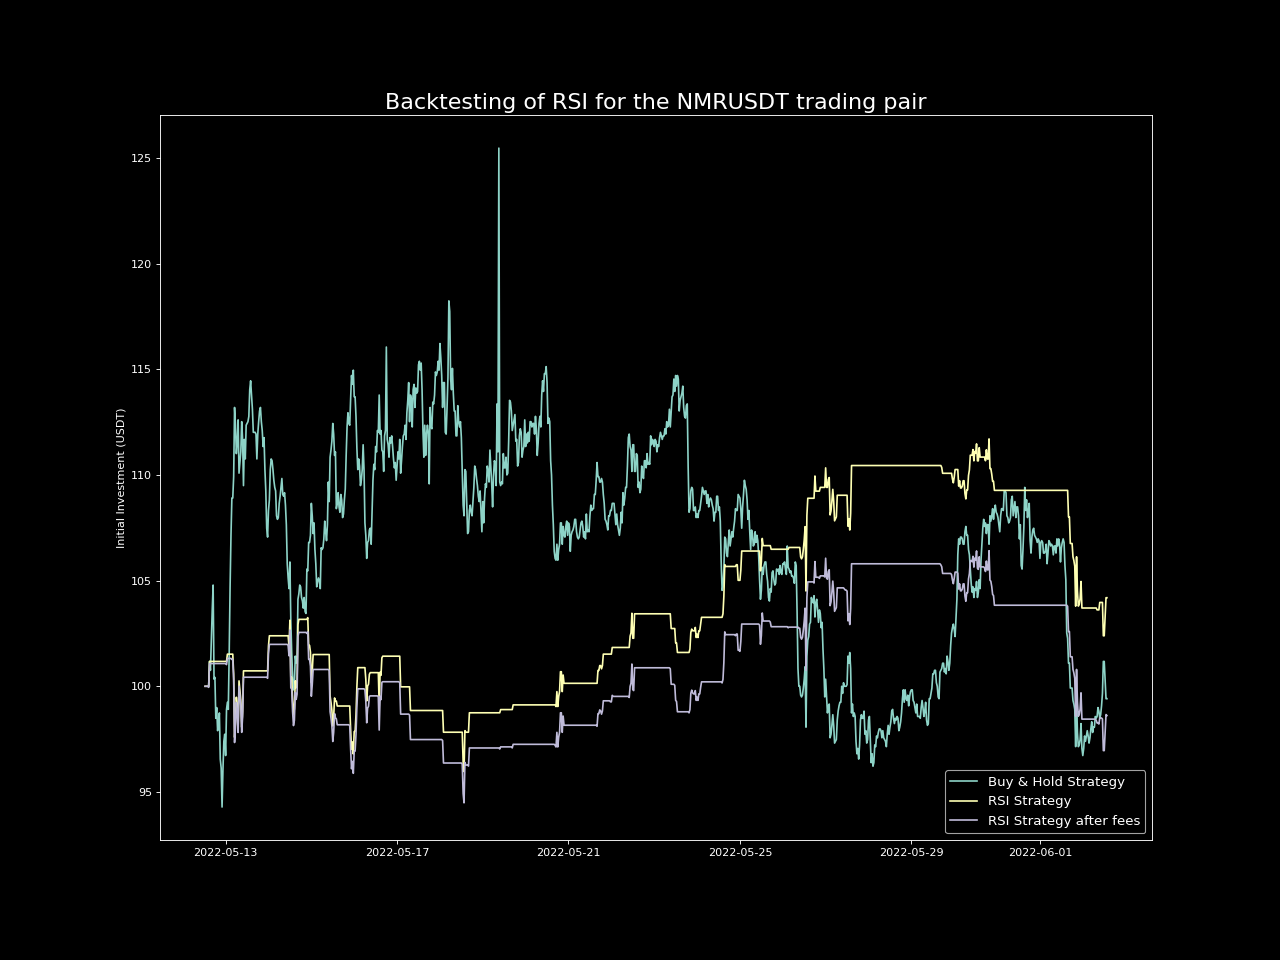 Backtesting of RSI for the NMRUSDT trading pair
Initial Investment (USDT)
125
120
115
110
105
100
95
2022-05-13
2022-05-17
2022-05-21
2022-05-25
2022-05-29
2022-06-01
Buy & Hold Strategy
RSI Strategy
RSI Strategy after fees